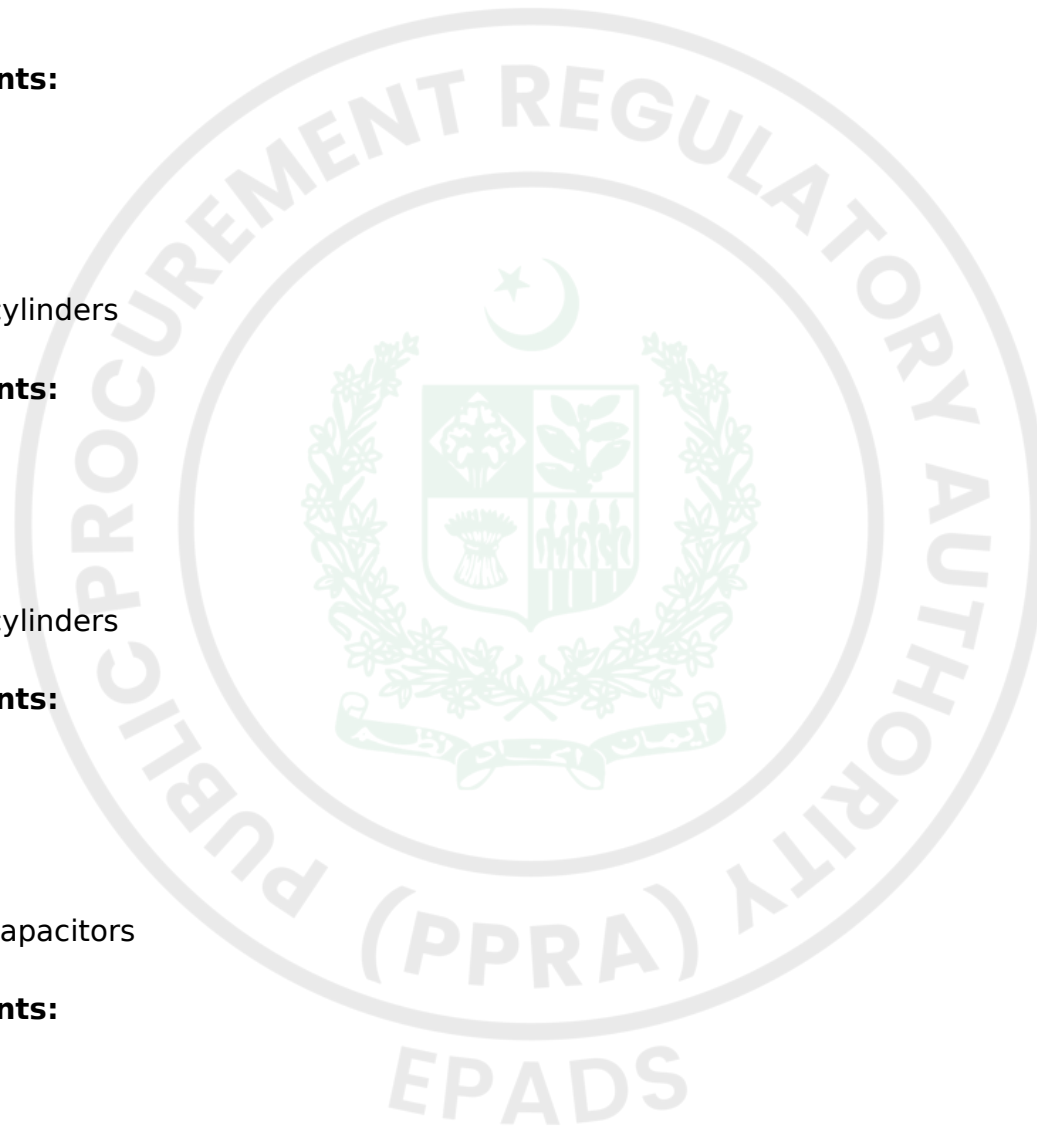 nts:
ylinders
nts:
ylinders
nts:
apacitors
nts:
PUBLIC PROCUREMENT REGULATORY AUTHORITY
(PPRA)
EPADS